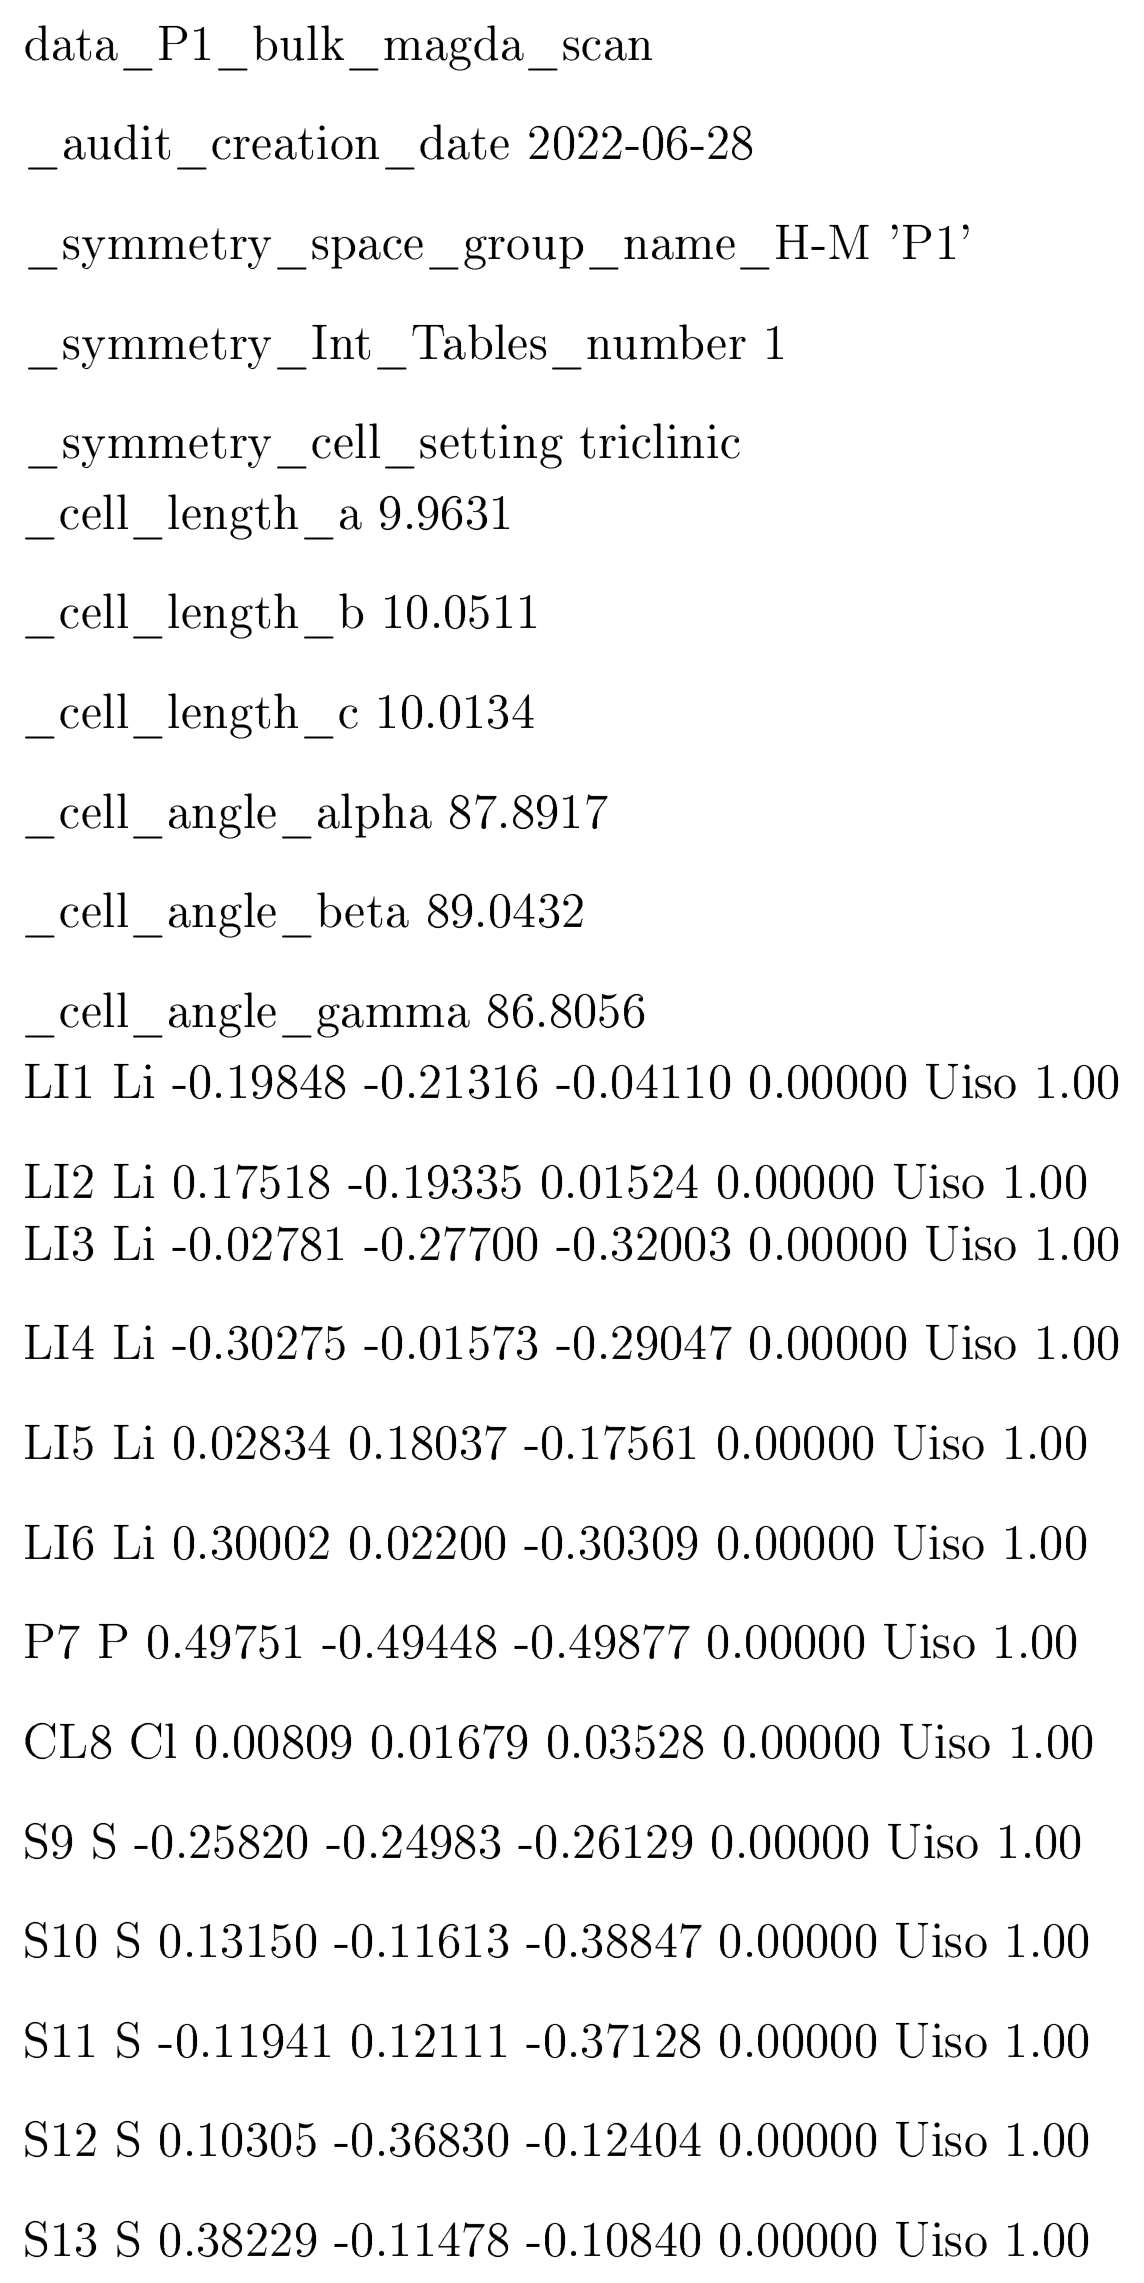 data_P1_bulk_magda_scan
_audit_creation_date 2022-06-28
_symmetry_space_group_name_H-M ’P1’
_symmetry_Int_Tables_number 1
_symmetry_cell_setting triclinic
_cell_length_a 9.9631
_cell_length_b 10.0511
_cell_length_c 10.0134
_cell_angle_alpha 87.8917
_cell_angle_beta 89.0432
_cell_angle_gamma 86.8056
LI1 Li -0.19848 -0.21316 -0.04110 0.00000 Uiso 1.00
LI2 Li 0.17518 -0.19335 0.01524 0.00000 Uiso 1.00
LI3 Li -0.02781 -0.27700 -0.32003 0.00000 Uiso 1.00
LI4 Li -0.30275 -0.01573 -0.29047 0.00000 Uiso 1.00
LI5 Li 0.02834 0.18037 -0.17561 0.00000 Uiso 1.00
LI6 Li 0.30002 0.02200 -0.30309 0.00000 Uiso 1.00
P7 P 0.49751 -0.49448 -0.49877 0.00000 Uiso 1.00
CL8 Cl 0.00809 0.01679 0.03528 0.00000 Uiso 1.00
S9 S -0.25820 -0.24983 -0.26129 0.00000 Uiso 1.00
S10 S 0.13150 -0.11613 -0.38847 0.00000 Uiso 1.00
S11 S -0.11941 0.12111 -0.37128 0.00000 Uiso 1.00
S12 S 0.10305 -0.36830 -0.12404 0.00000 Uiso 1.00
S13 S 0.38229 -0.11478 -0.10840 0.00000 Uiso 1.00